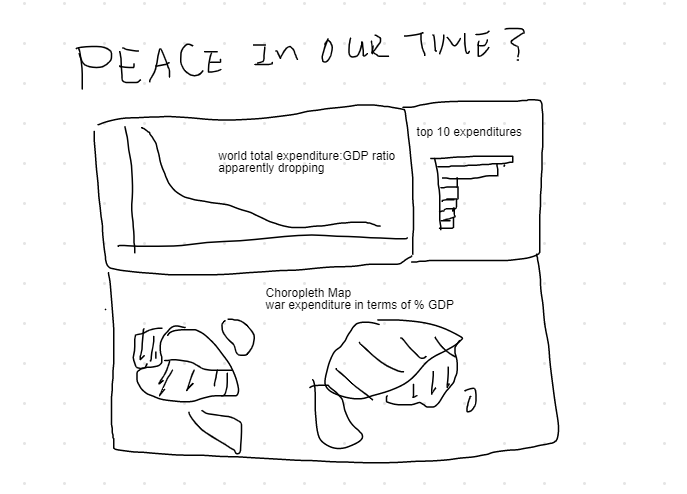 PEACE IN OUR TIME?
world total expenditure:GDP ratio
apparently dropping
top 10 expenditures
Choropleth Map
war expenditure in terms of % GDP